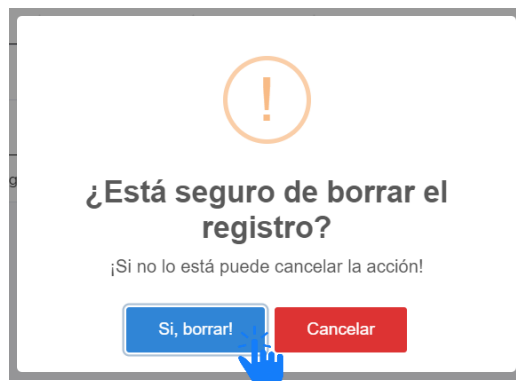 !
¿Está seguro de borrar el
registro?
¡Si no lo está puede cancelar la acción!
Si, borrar!
Cancelar